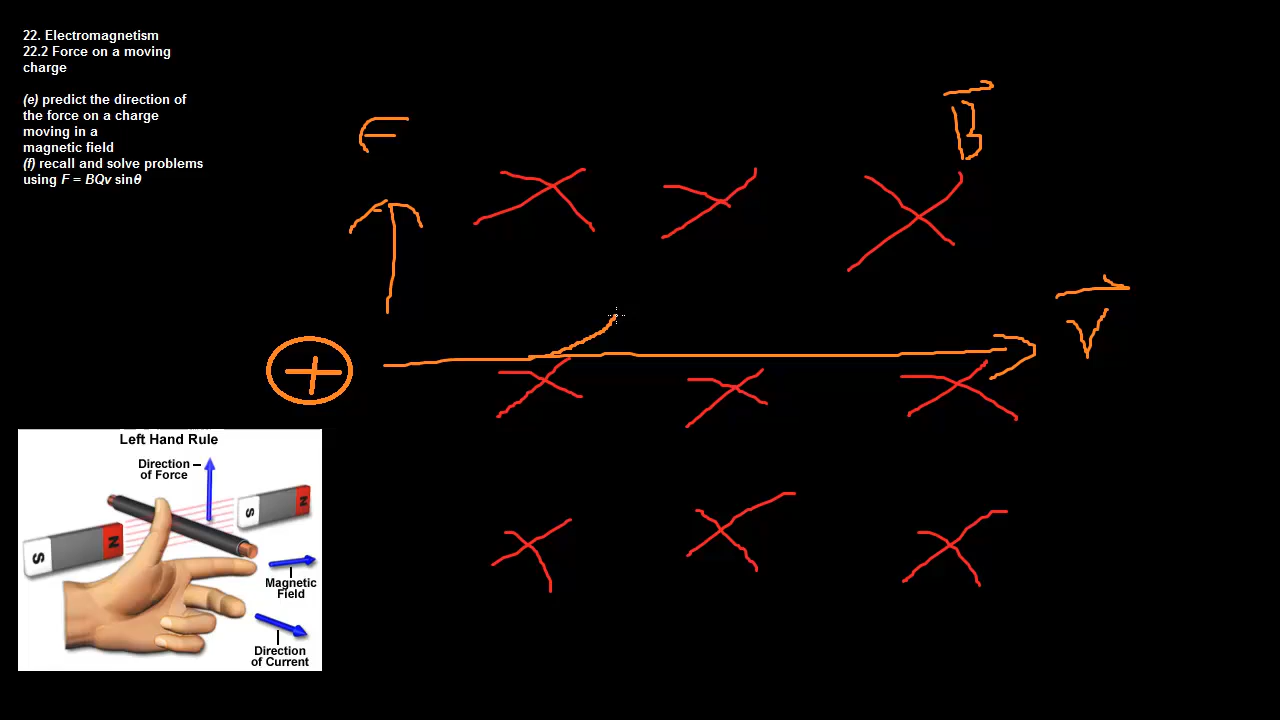 22. Electromagnetism
22.2 Force on a moving
charge
(e) predict the direction of
the force on a charge
moving in a
magnetic field
(f) recall and solve problems
using F = BQv sinθ
F
B
V
+
Left Hand Rule
Direction
of Force
N
S
S
N
Magnetic
Field
Direction
of Current